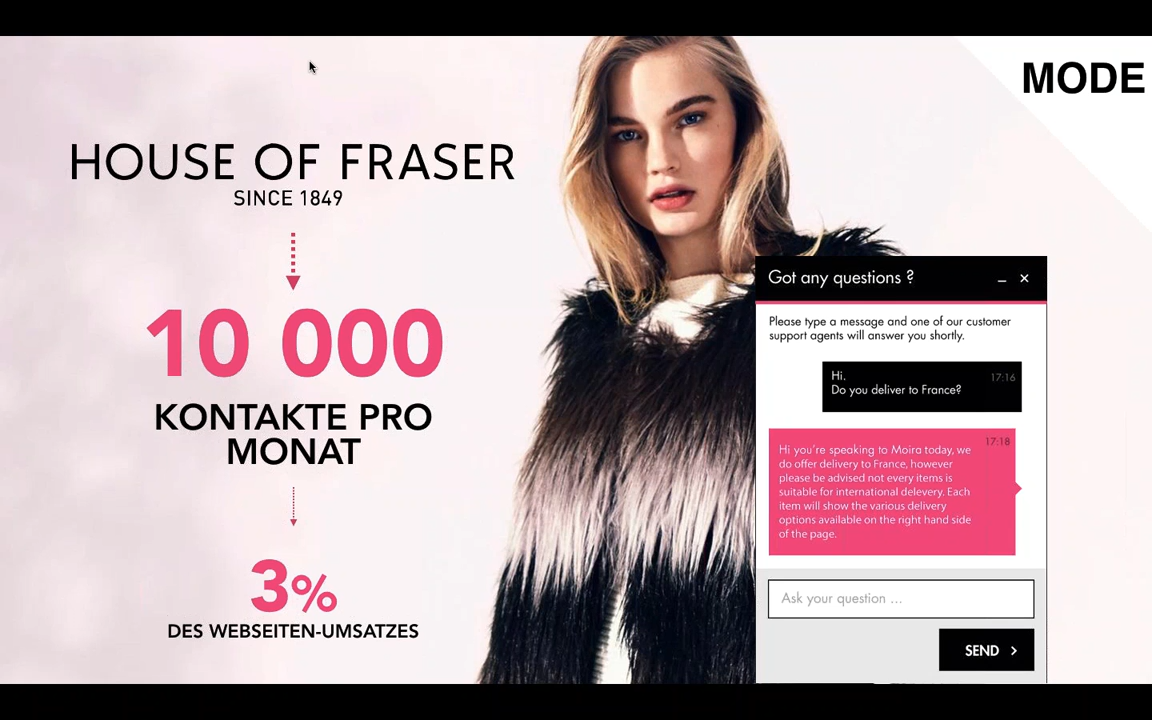 MODE
HOUSE OF FRASER
SINCE 1849
10 000
KONTAKTE PRO
MONAT
3%
DES WEBSEITEN-UMSATZES
Got any questions ?
Please type a message and one of our customer
support agents will answer you shortly.
Hi. 17:16
Do you deliver to France?
17:18
Hi you're speaking to Moira today, we
do offer delivery to France, however
please be advised not every items is
suitable for international delevery. Each
item will show the various delivery
options available on the right hand side
of the page.
Ask your question ...
SEND